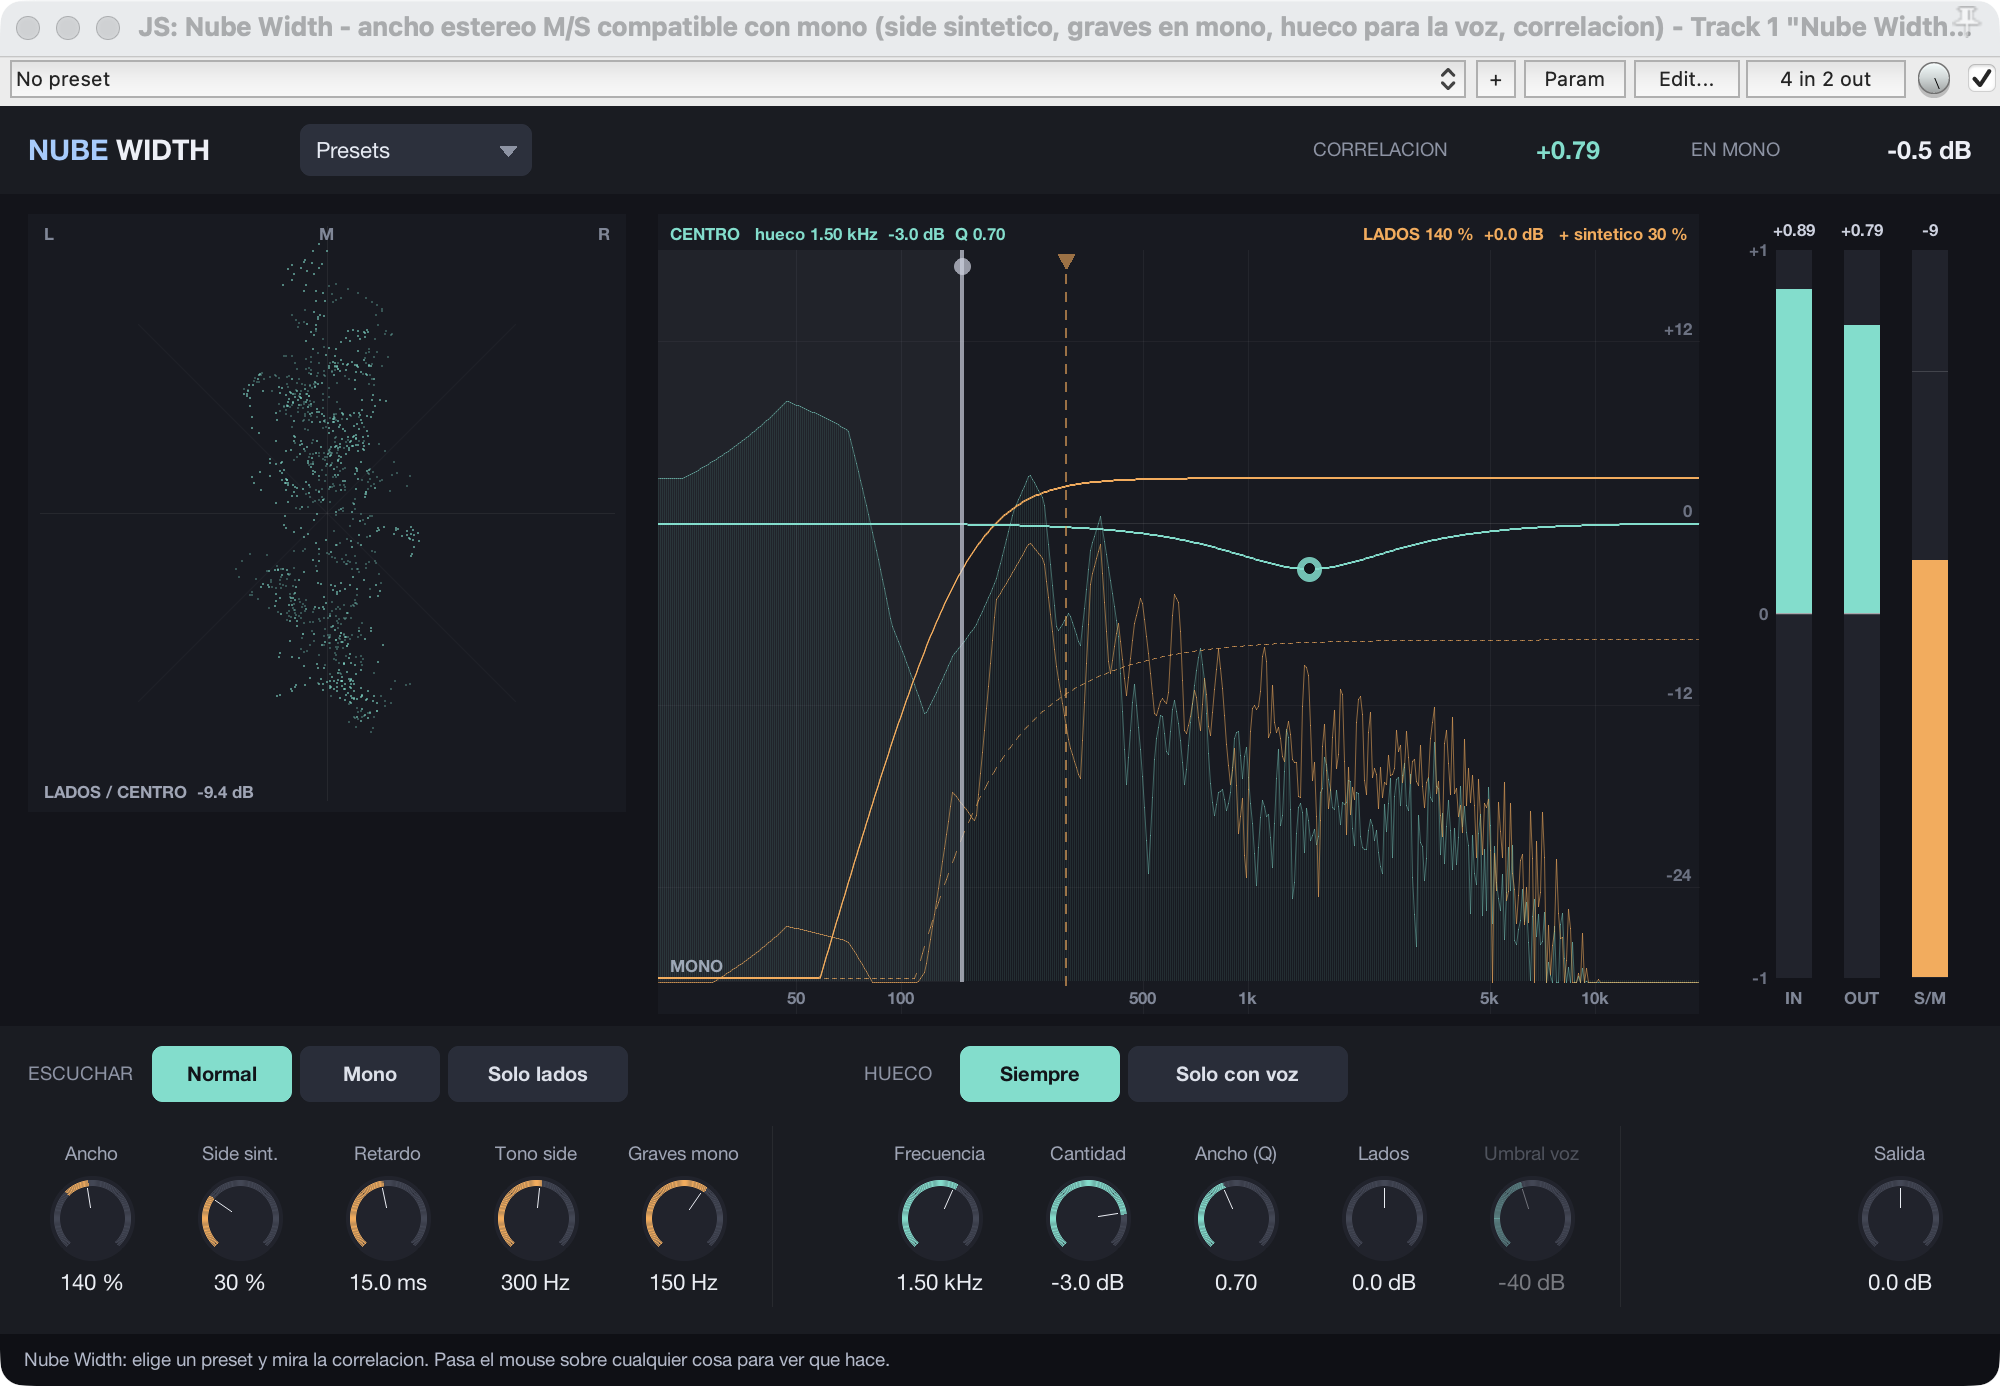 JS: Nube Width - ancho estereo M/S compatible con mono (side sintetico, graves en mono, hueco para la voz, correlacion) - Track 1 "Nube Width...
No preset
+
Param
Edit...
4 in 2 out
NUBE WIDTH
Presets
CORRELACION
+0.79
EN MONO
-0.5 dB
L
M
R
LADOS / CENTRO -9.4 dB
CENTRO hueco 1.50 kHz -3.0 dB Q 0.70
LADOS 140 % +0.0 dB + sintetico 30 %
+12
0
-12
-24
MONO
50
100
500
1k
5k
10k
+0.89
+0.79
-9
+1
0
-1
IN
OUT
S/M
ESCUCHAR
Normal
Mono
Solo lados
HUECO
Siempre
Solo con voz
Ancho
Side sint.
Retardo
Tono side
Graves mono
Frecuencia
Cantidad
Ancho (Q)
Lados
Umbral voz
Salida
140 %
30 %
15.0 ms
300 Hz
150 Hz
1.50 kHz
-3.0 dB
0.70
0.0 dB
-40 dB
0.0 dB
Nube Width: elige un preset y mira la correlacion. Pasa el mouse sobre cualquier cosa para ver que hace.